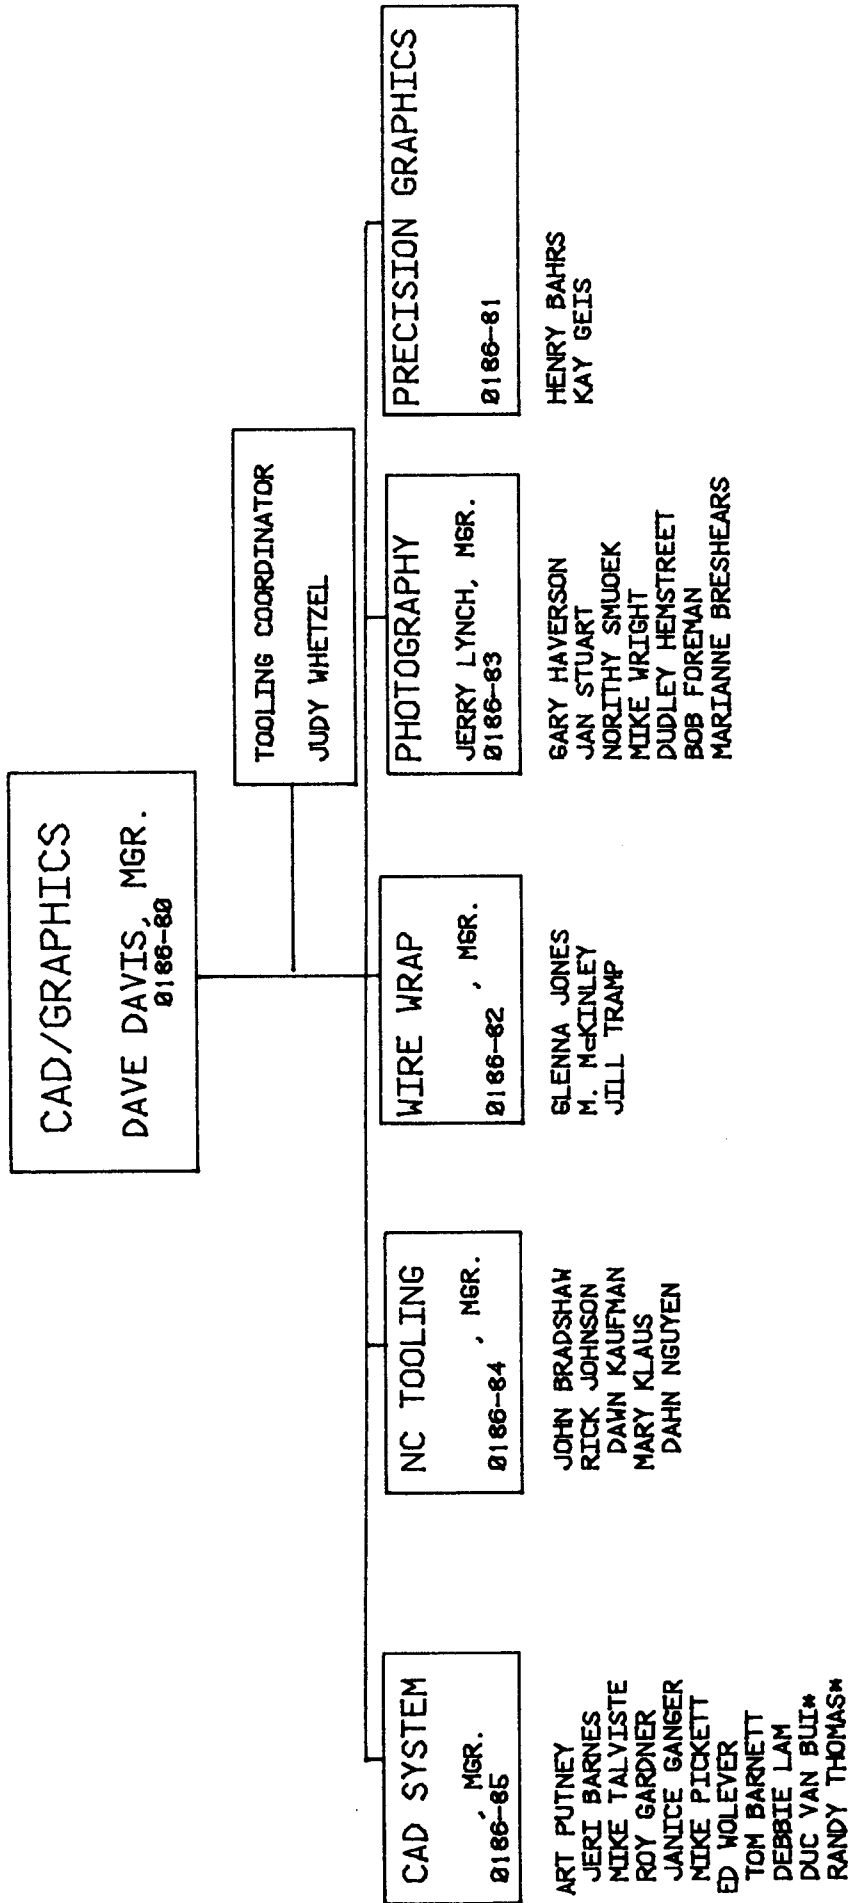 CAD/GRAPHICS
DAVE DAVIS, MGR.
0186-80
TOOLING COORDINATOR
JUDY WHETZEL
CAD SYSTEM
, MGR.
0186-85
ART PUTNEY
JERI BARNES
MIKE TALVISTE
ROY GARDNER
JANICE GANGER
MIKE PICKETT
ED WOLEVER
TOM BARNETT
DEBBIE LAM
DUC VAN BUI*
RANDY THOMAS*
NC TOOLING
, MGR.
0186-84
JOHN BRADSHAW
RICK JOHNSON
DAWN KAUFMAN
MARY KLAUS
DAHN NGUYEN
WIRE WRAP
, MGR.
0186-82
GLENNA JONES
M. McKINLEY
JILL TRAMP
PHOTOGRAPHY
JERRY LYNCH, MGR.
0186-83
GARY HAVERSON
JAN STUART
NORITHY SMUDEK
MIKE WRIGHT
DUDLEY HEMSTREET
BOB FOREMAN
MARIANNE BRESHEARS
PRECISION GRAPHICS
0186-81
HENRY BAHRS
KAY GEIS